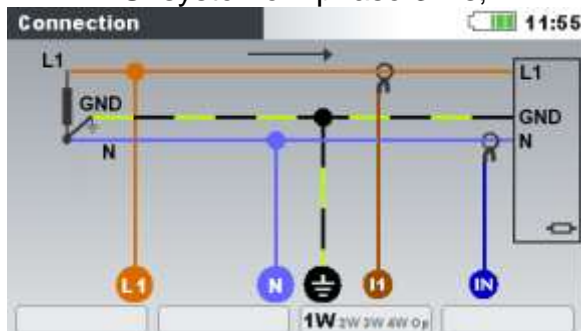 Connection 11:55
L1
L1
GND
GND
N
N
L1 N I1 IN
1W 2W 3W 4W Op